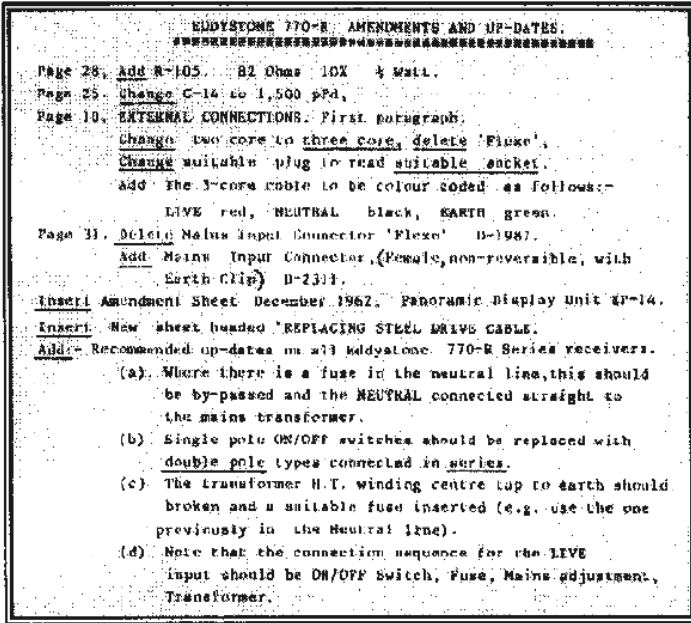 EDDYSTONE 770-R AMENDMENTS AND UP-DATES.
Page 28, Add R-105. 82 Ohms 10% ¼ Watt.
Page 25. Change C-14 to 1,500 pFd,
Page 10, EXTERNAL CONNECTIONS. First paragraph.
Change two core to three core, delete 'Flexo',
Change suitable plug to read suitable socket.
Add The 3-core cable to be colour coded as follows:-
LIVE red, NEUTRAL black, EARTH green.
Page 31. Delete Mains Input Connector 'Flexo' D-1987.
Add Mains Input Connector,(Female,non-reversible, with
Earth Clip) D-2311.
Insert Amendment Sheet December 1962, Panoramic Display Unit EP-14.
Insert New sheet headed 'REPLACING STEEL DRIVE CABLE.
Add:- Recommended up-dates on all Eddystone 770-R Series receivers.
(a) Where there is a fuse in the neutral line,this should
be by-passed and the NEUTRAL connected straight to
the mains transformer.
(b) Single pole ON/OFF switches should be replaced with
double pole types connected in series.
(c) The transformer H.T. winding centre tap to earth should
broken and a suitable fuse inserted (e.g. use the one
previously in the Neutral line).
(d) Note that the connection sequence for the LIVE
input should be ON/OFF Switch, Fuse, Mains adjustment,
Transformer.